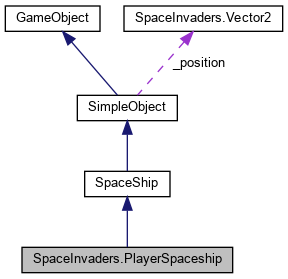 GameObject
SpaceInvaders.Vector2
_position
SimpleObject
SpaceShip
SpaceInvaders.PlayerSpaceship